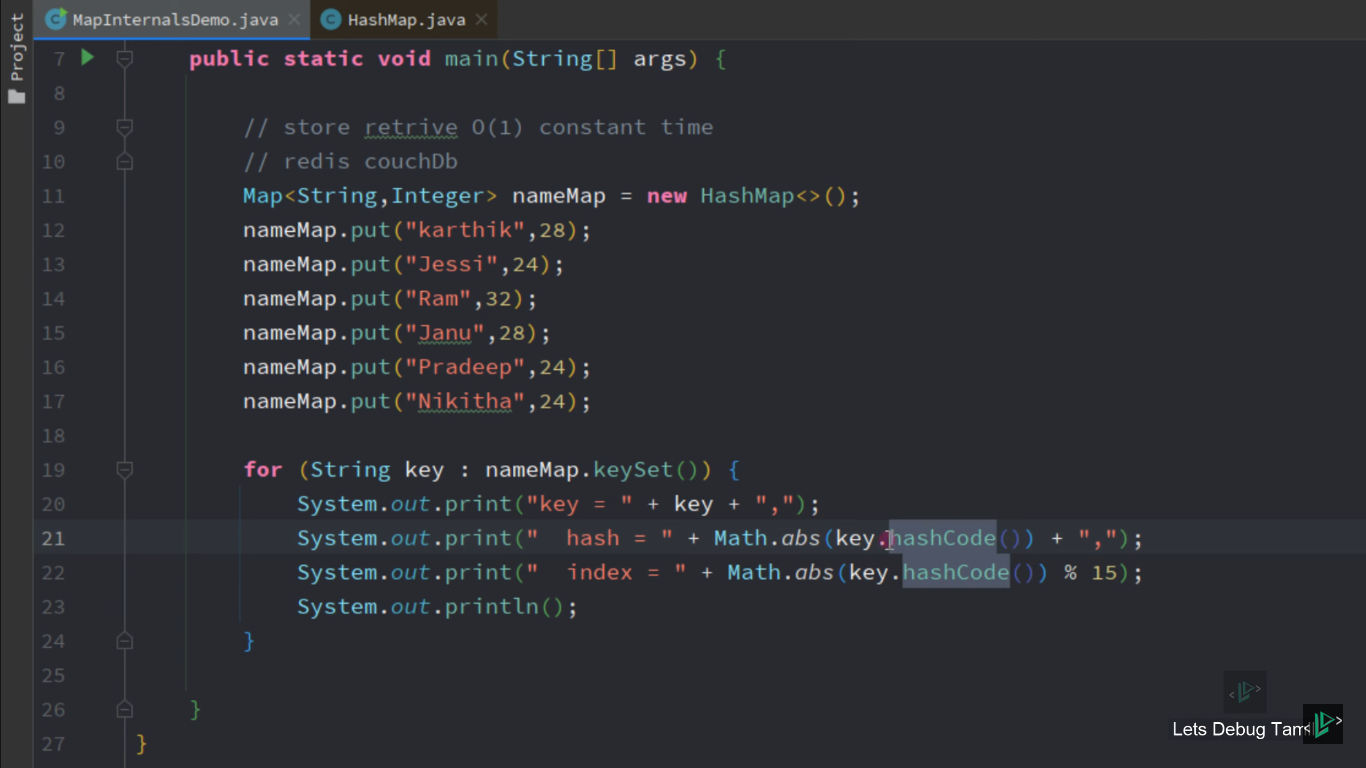 Project
MapInternalsDemo.java
HashMap.java
7 public static void main(String[] args) {
8
9 // store retrive O(1) constant time
10 // redis couchDb
11 Map<String,Integer> nameMap = new HashMap<>();
12 nameMap.put("karthik",28);
13 nameMap.put("Jessi",24);
14 nameMap.put("Ram",32);
15 nameMap.put("Janu",28);
16 nameMap.put("Pradeep",24);
17 nameMap.put("Nikitha",24);
18
19 for (String key : nameMap.keySet()) {
20 System.out.print("key = " + key + ",");
21 System.out.print("  hash = " + Math.abs(key.hashCode()) + ",");
22 System.out.print("  index = " + Math.abs(key.hashCode()) % 15);
23 System.out.println();
24 }
25
26 }
27 }
Lets Debug